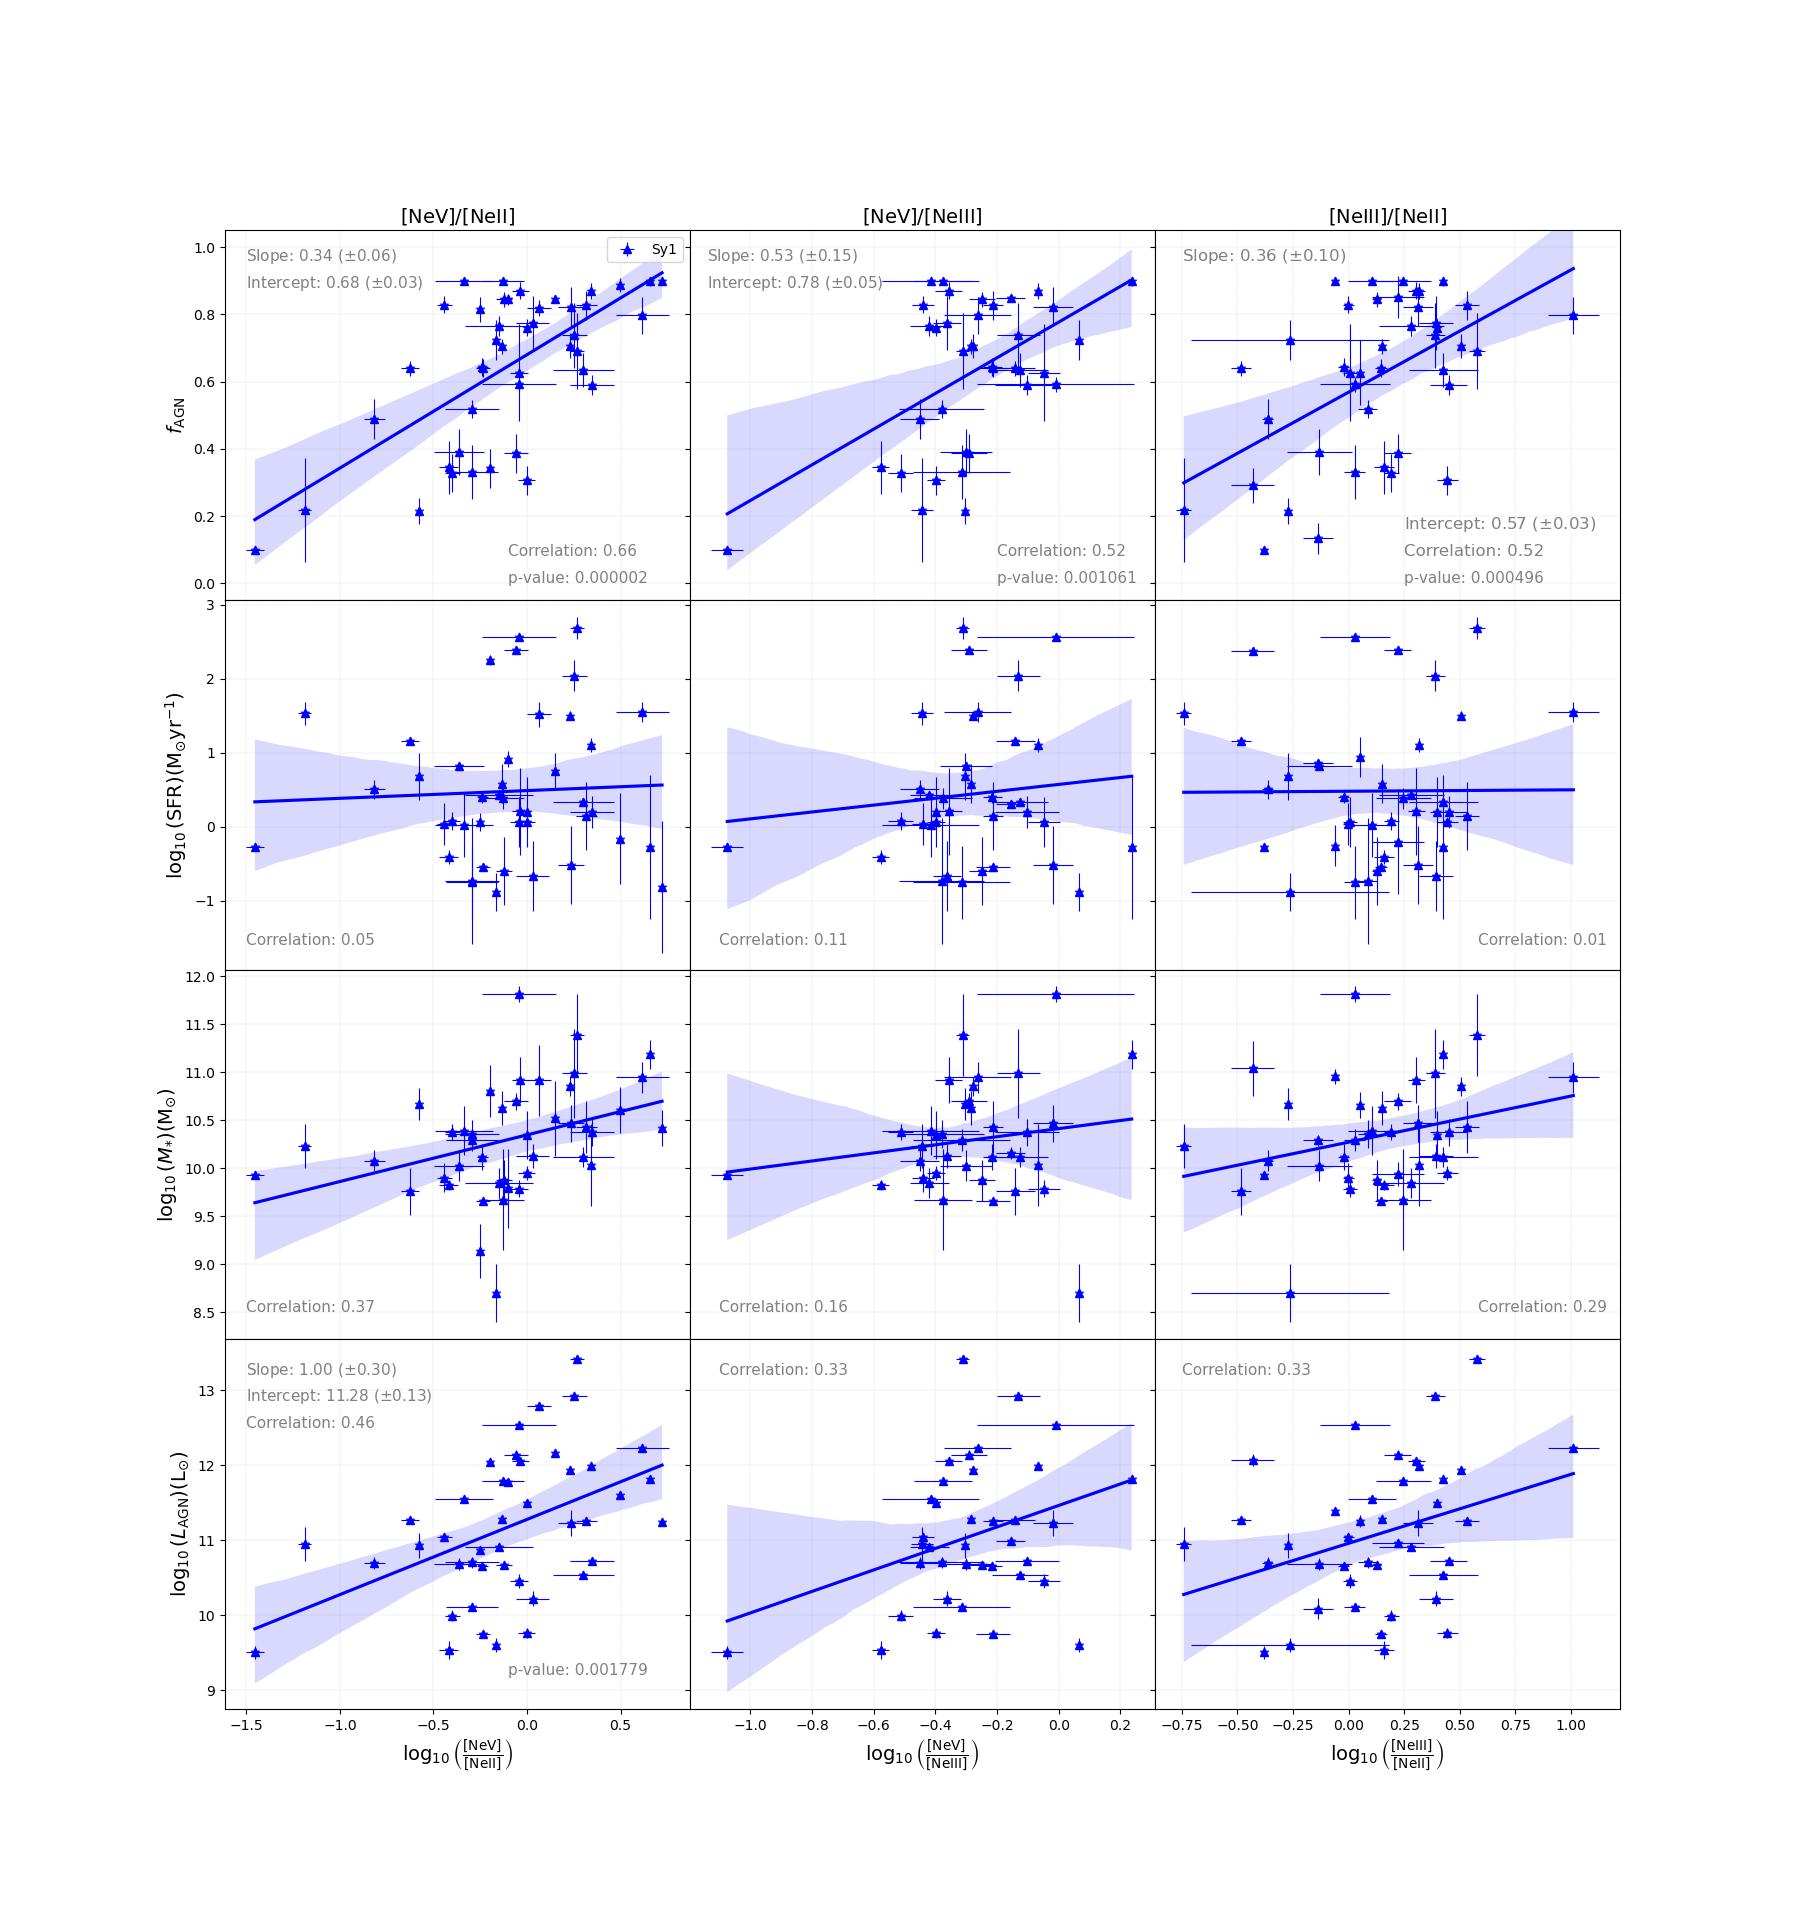 [NeV]/[NeII] [NeV]/[NeIII] [NeIII]/[NeII]
Slope: 0.34 (±0.06)
Intercept: 0.68 (±0.03)
Sy1
Correlation: 0.66
p-value: 0.000002
Slope: 0.53 (±0.15)
Intercept: 0.78 (±0.05)
Correlation: 0.52
p-value: 0.001061
Slope: 0.36 (±0.10)
Intercept: 0.57 (±0.03)
Correlation: 0.52
p-value: 0.000496
f_AGN
1.0
0.8
0.6
0.4
0.2
0.0
log₁₀(SFR)(M⊙yr⁻¹)
3
2
1
0
−1
Correlation: 0.05
Correlation: 0.11
Correlation: 0.01
log₁₀(M*)(M⊙)
12.0
11.5
11.0
10.5
10.0
9.5
9.0
8.5
Correlation: 0.37
Correlation: 0.16
Correlation: 0.29
log₁₀(L_AGN)(L⊙)
13
12
11
10
9
Slope: 1.00 (±0.30)
Intercept: 11.28 (±0.13)
Correlation: 0.46
p-value: 0.001779
Correlation: 0.33
Correlation: 0.33
−1.5 −1.0 −0.5 0.0 0.5
−1.0 −0.8 −0.6 −0.4 −0.2 0.0 0.2
−0.75 −0.50 −0.25 0.00 0.25 0.50 0.75 1.00
log₁₀([NeV]/[NeII])
log₁₀([NeV]/[NeIII])
log₁₀([NeIII]/[NeII])